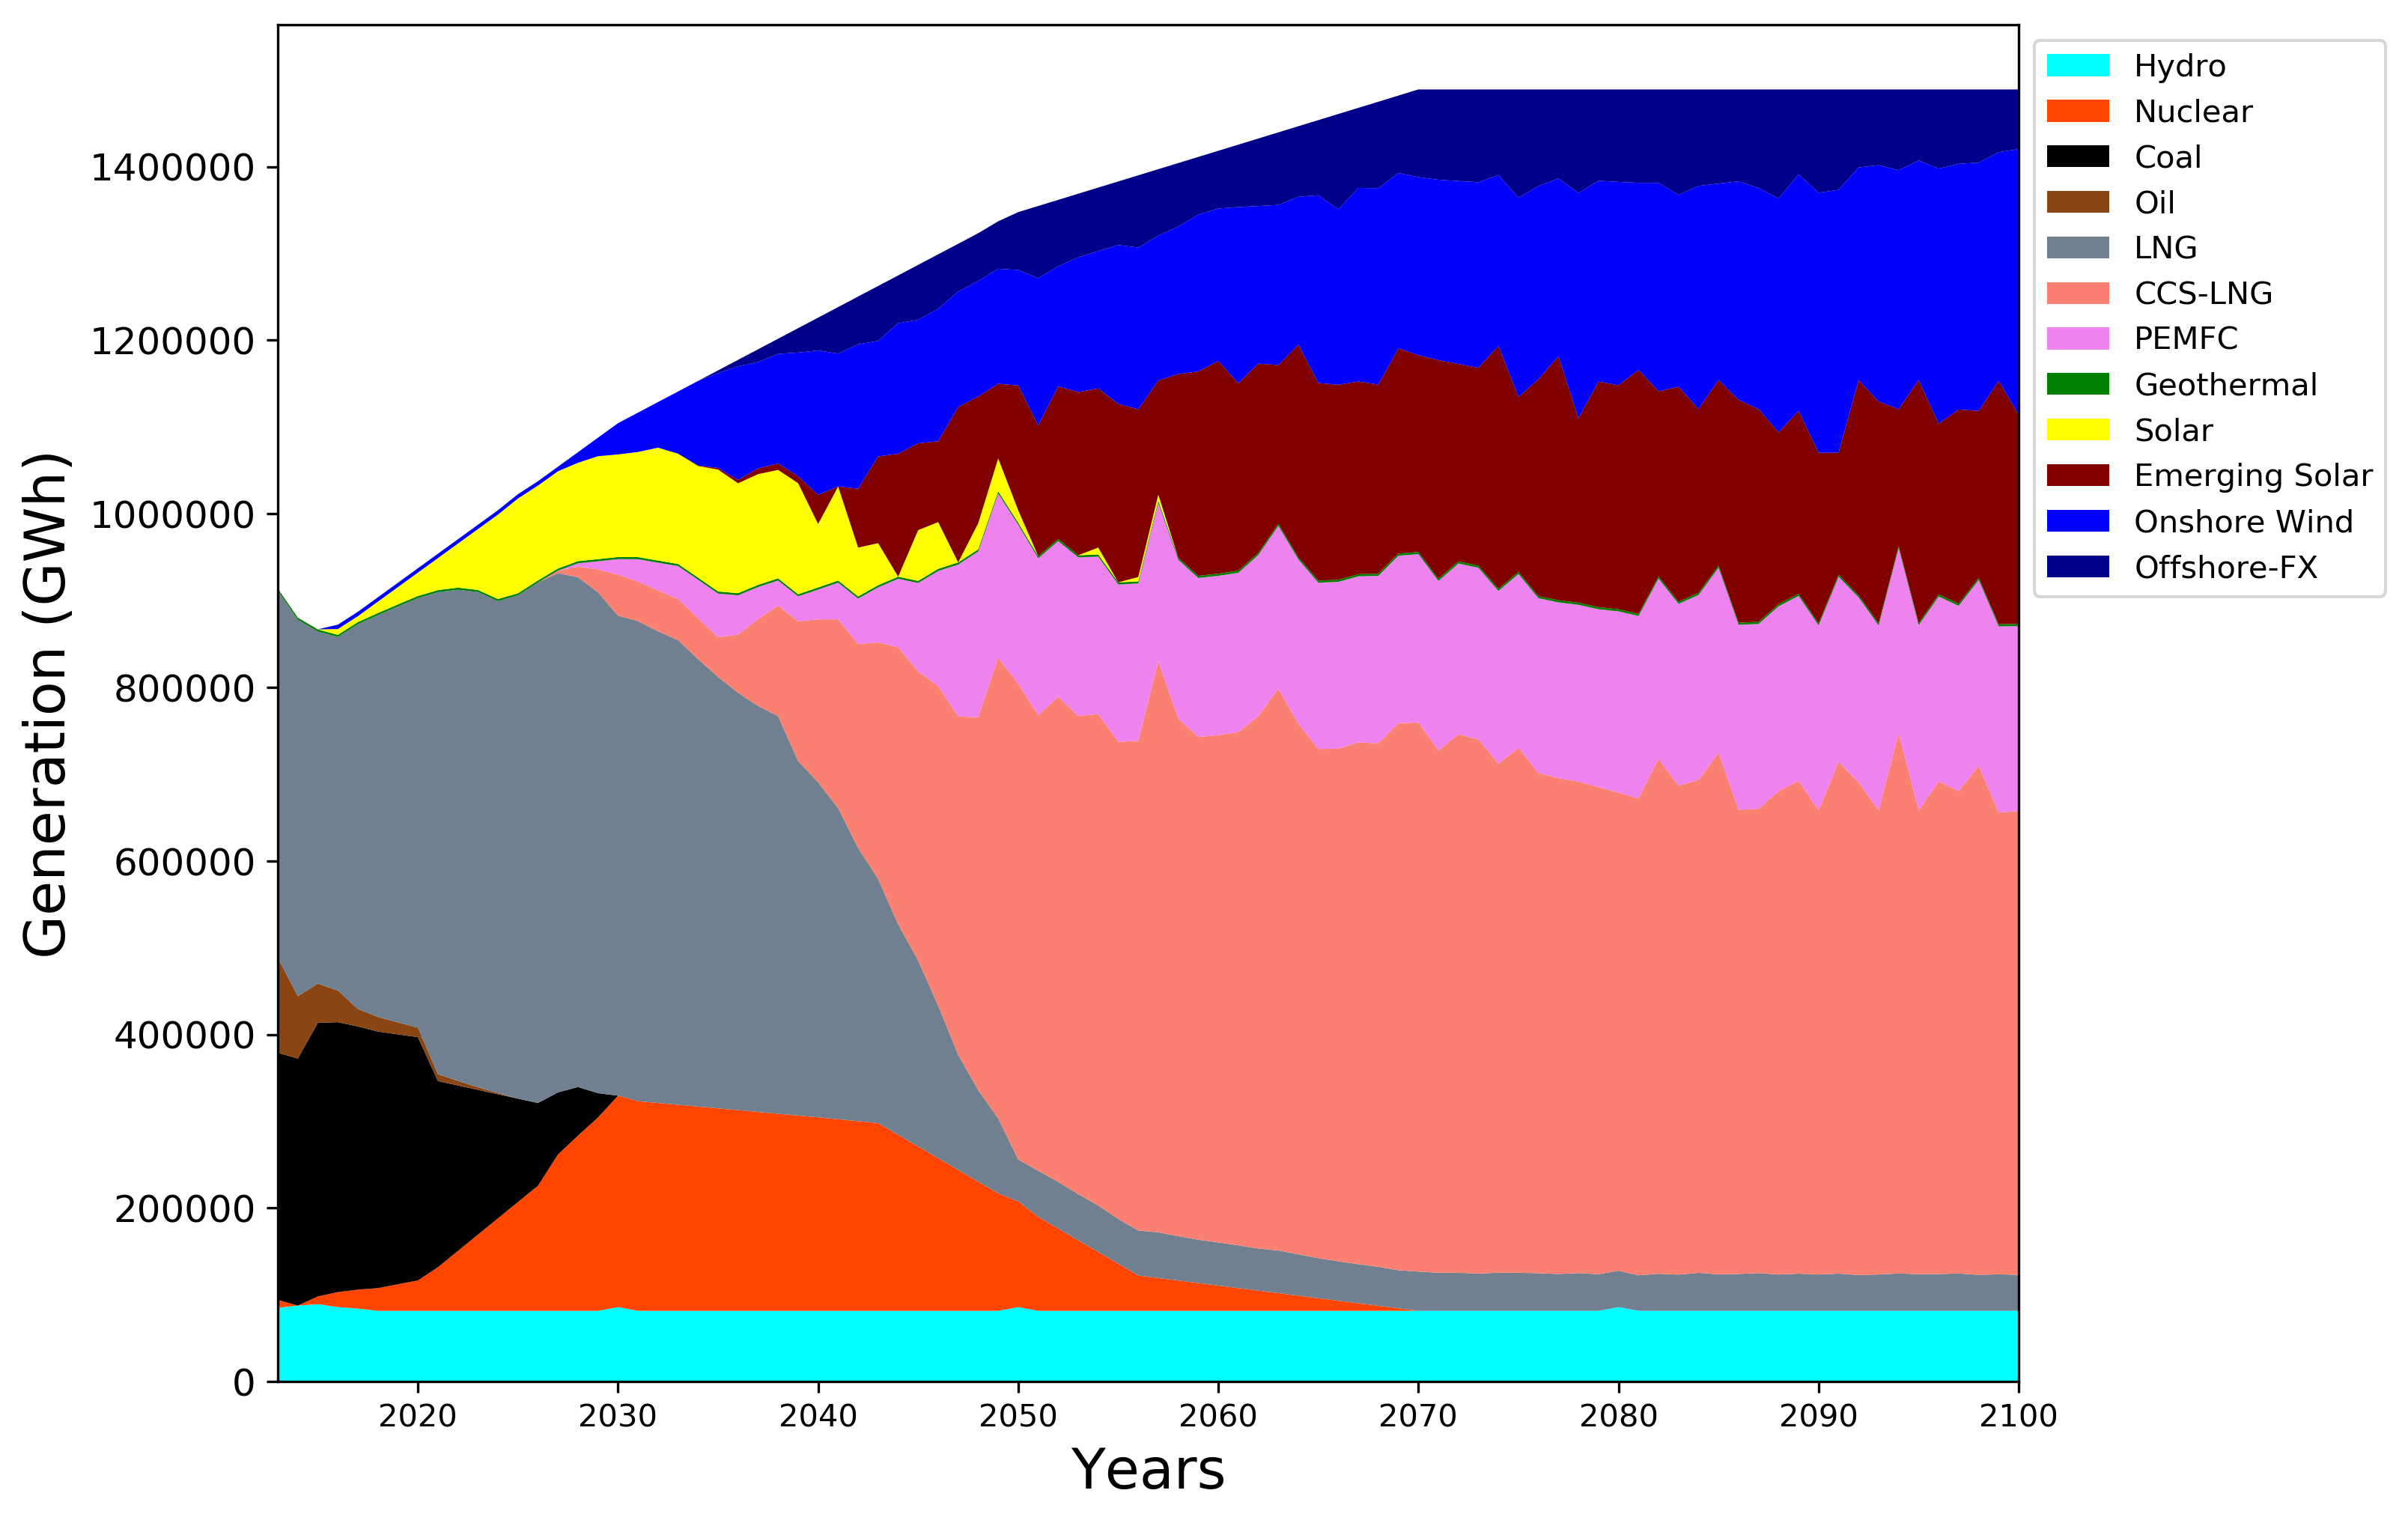 Generation (GWh)
1400000
1200000
1000000
800000
600000
400000
200000
0
2020 2030 2040 2050 2060 2070 2080 2090 2100
Years
Hydro
Nuclear
Coal
Oil
LNG
CCS-LNG
PEMFC
Geothermal
Solar
Emerging Solar
Onshore Wind
Offshore-FX